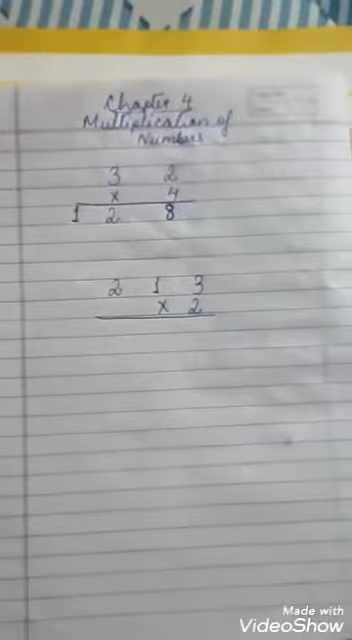 Chapter 4
Multiplication of
Numbers
3 2
x 4
1 2 8
2 1 3
x 2
Made with
VideoShow